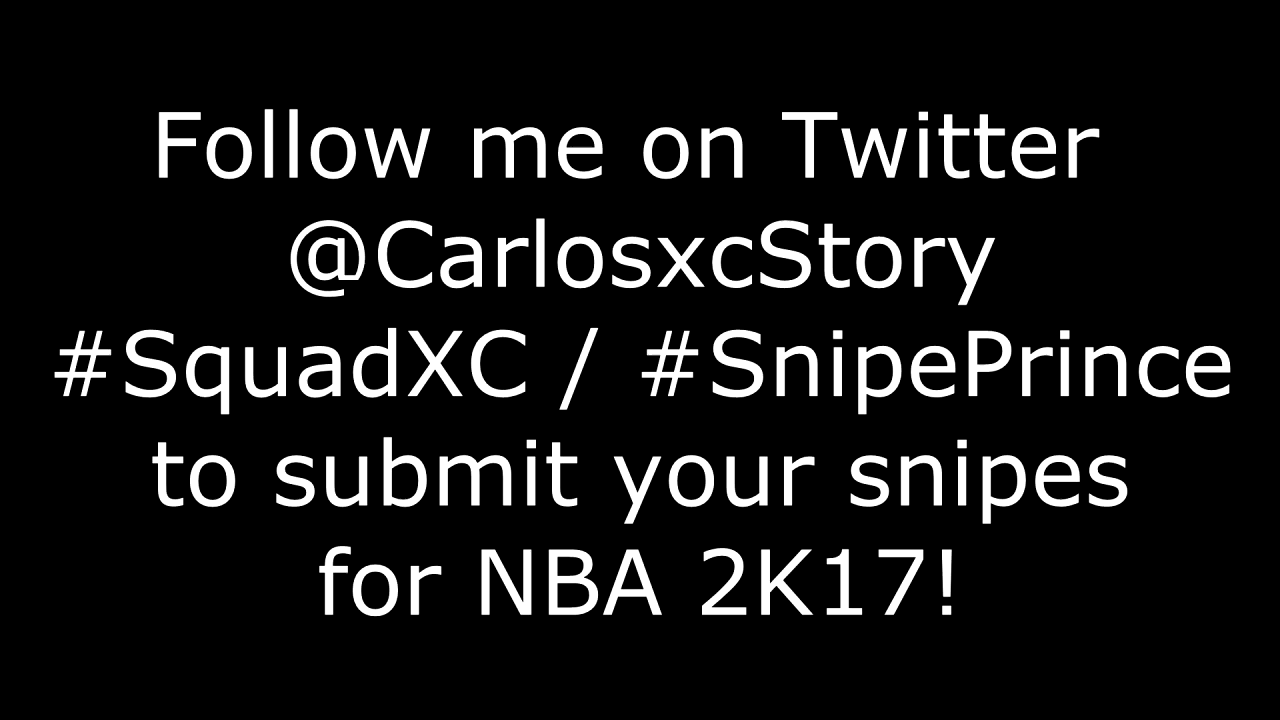 Follow me on Twitter
@CarlosxcStory
#SquadXC / #SnipePrince
to submit your snipes
for NBA 2K17!